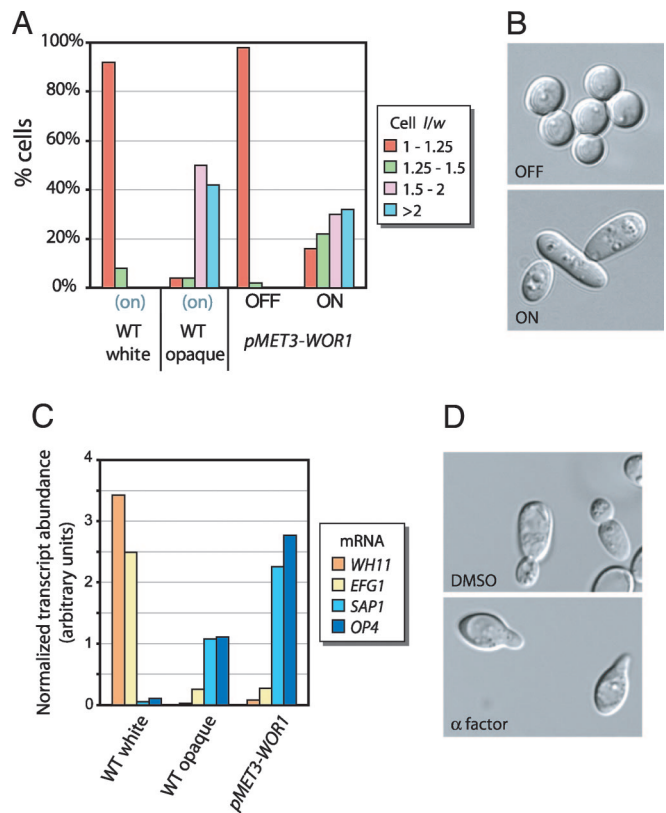 A
100%
80%
60%
40%
20%
0%
% cells
(on)
(on)
OFF
ON
WT
white
WT
opaque
pMET3-WOR1
Cell l/w
1 - 1.25
1.25 - 1.5
1.5 - 2
>2
B
OFF
ON
C
4
3
2
1
0
Normalized transcript abundance
(arbitrary units)
WT white
WT opaque
pMET3-WOR1
mRNA
WH11
EFG1
SAP1
OP4
D
DMSO
α factor